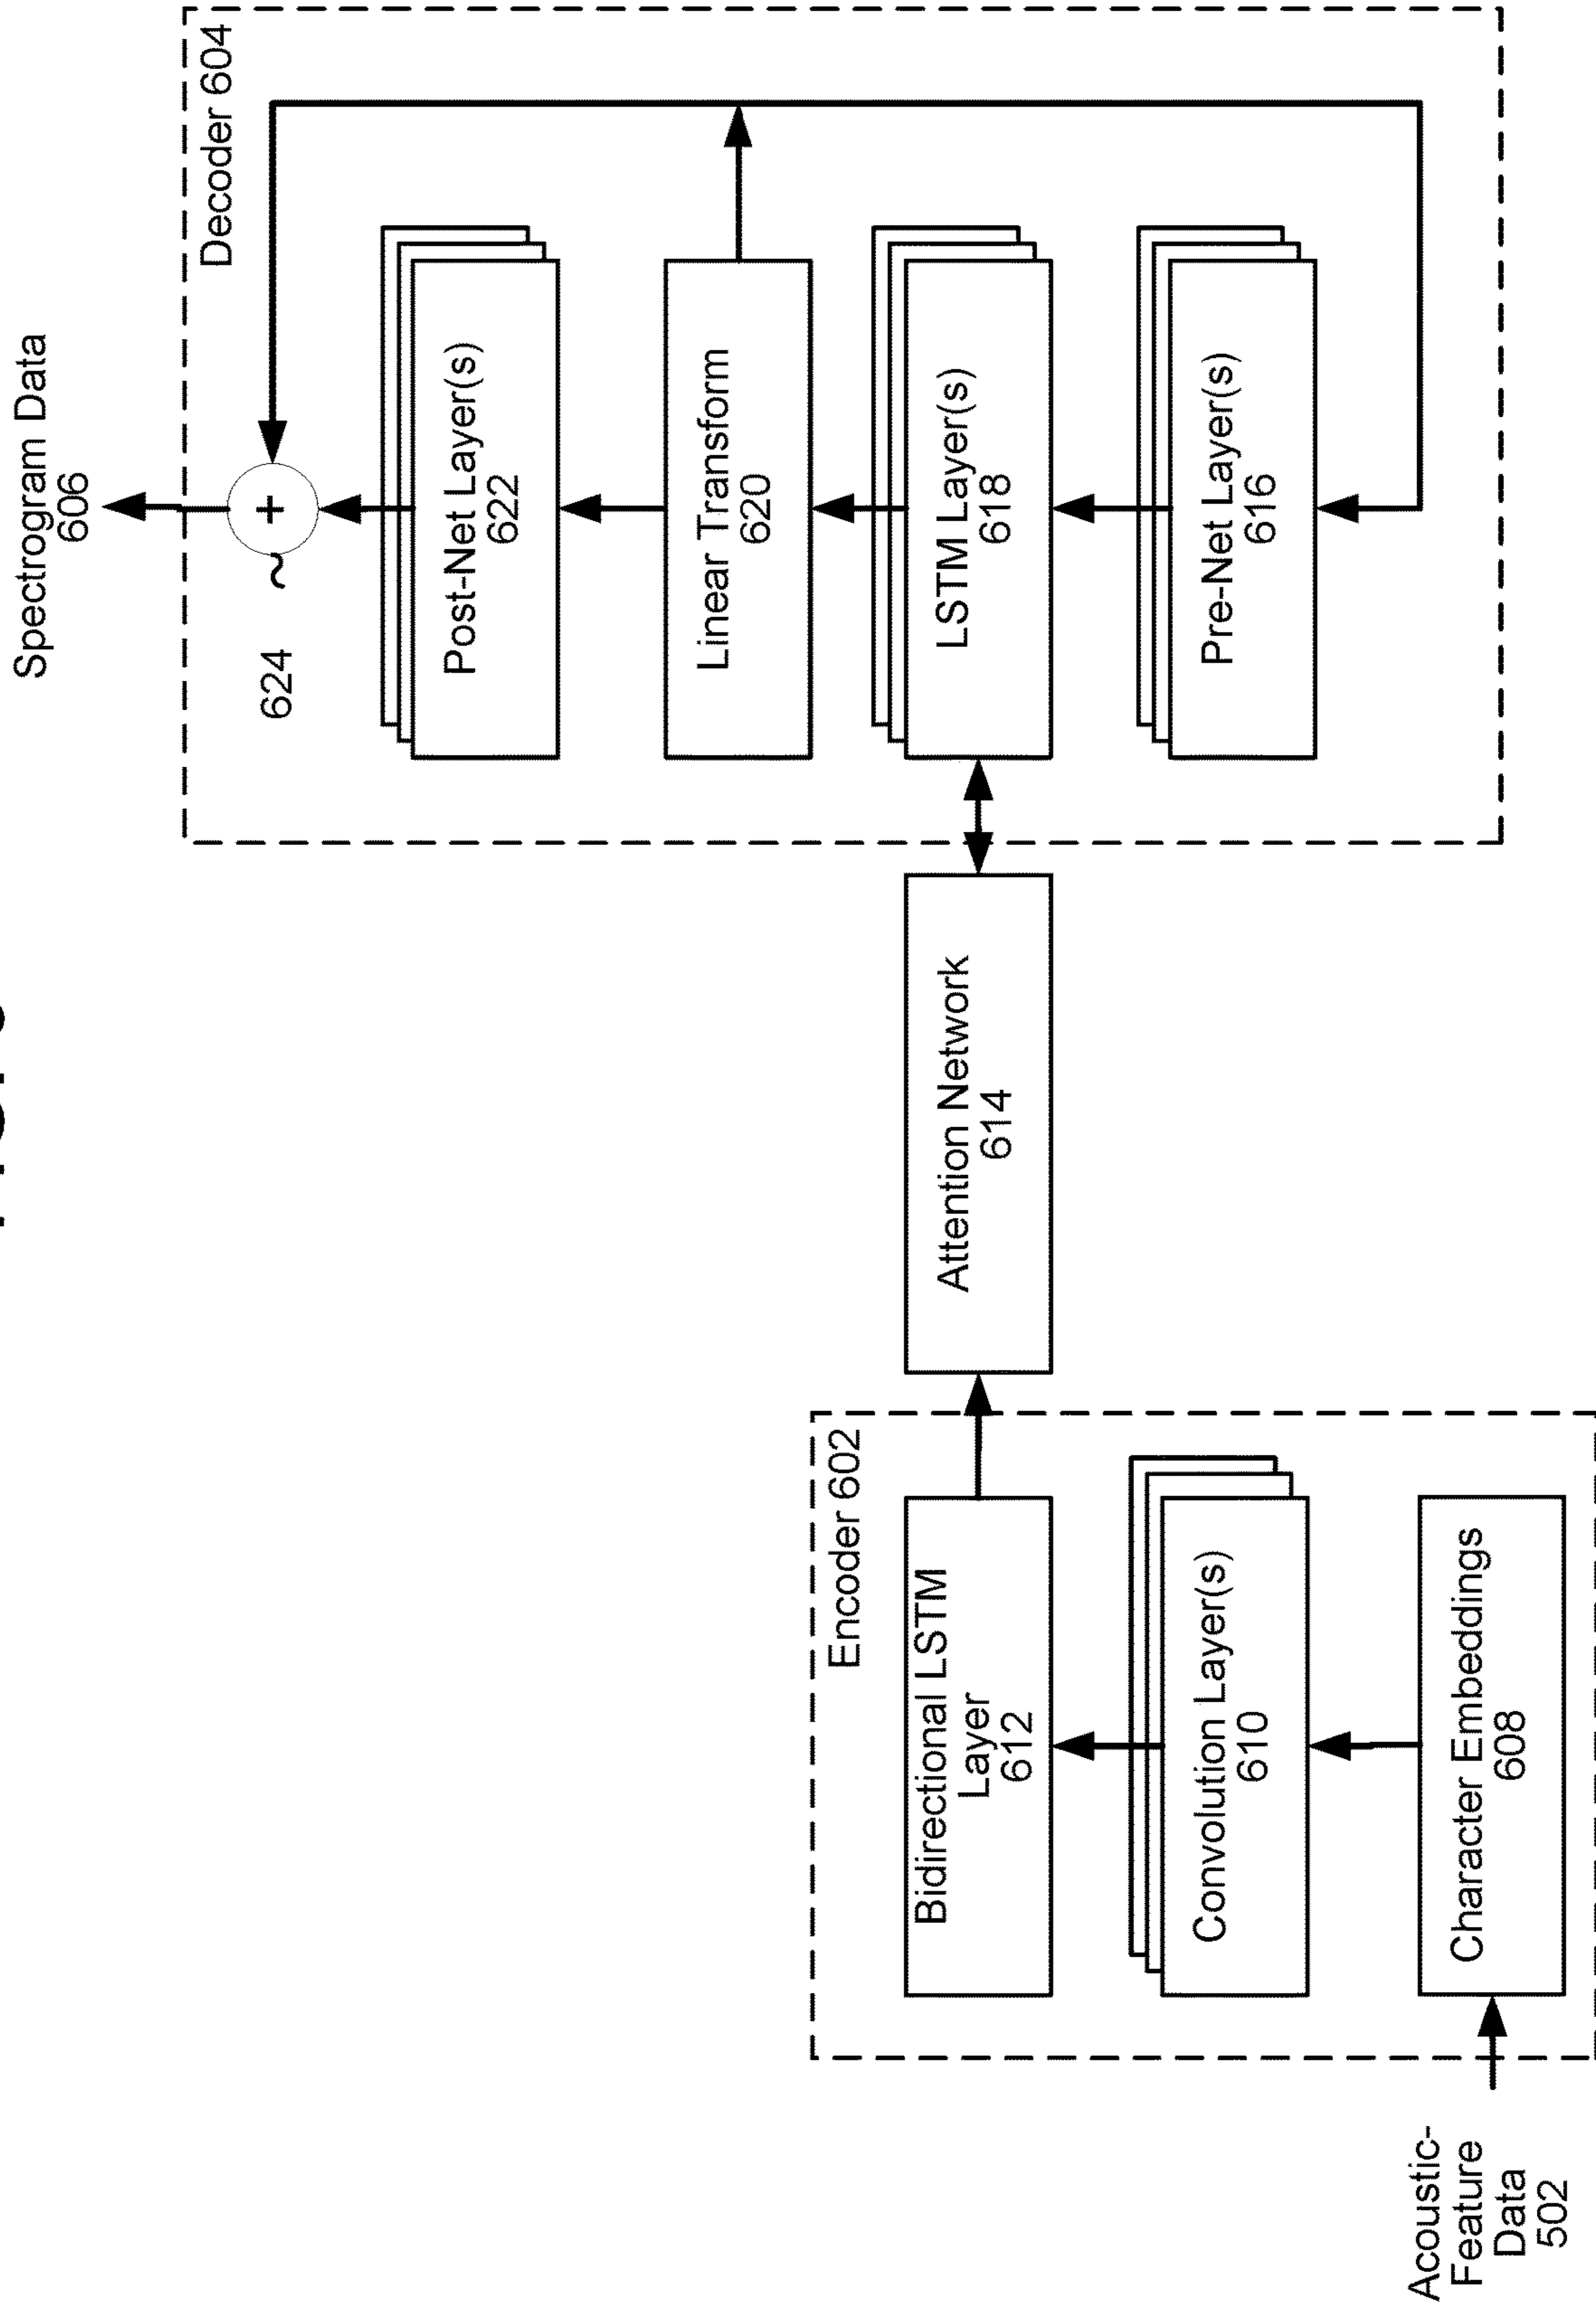 Spectrogram Data
606
Decoder 604
+
~
624
Post-Net Layer(s)
622
Linear Transform
620
LSTM Layer(s)
618
Pre-Net Layer(s)
616
Attention Network
614
Encoder 602
Bidirectional LSTM
Layer
612
Convolution Layer(s)
610
Character Embeddings
608
Acoustic-
Feature
Data
502